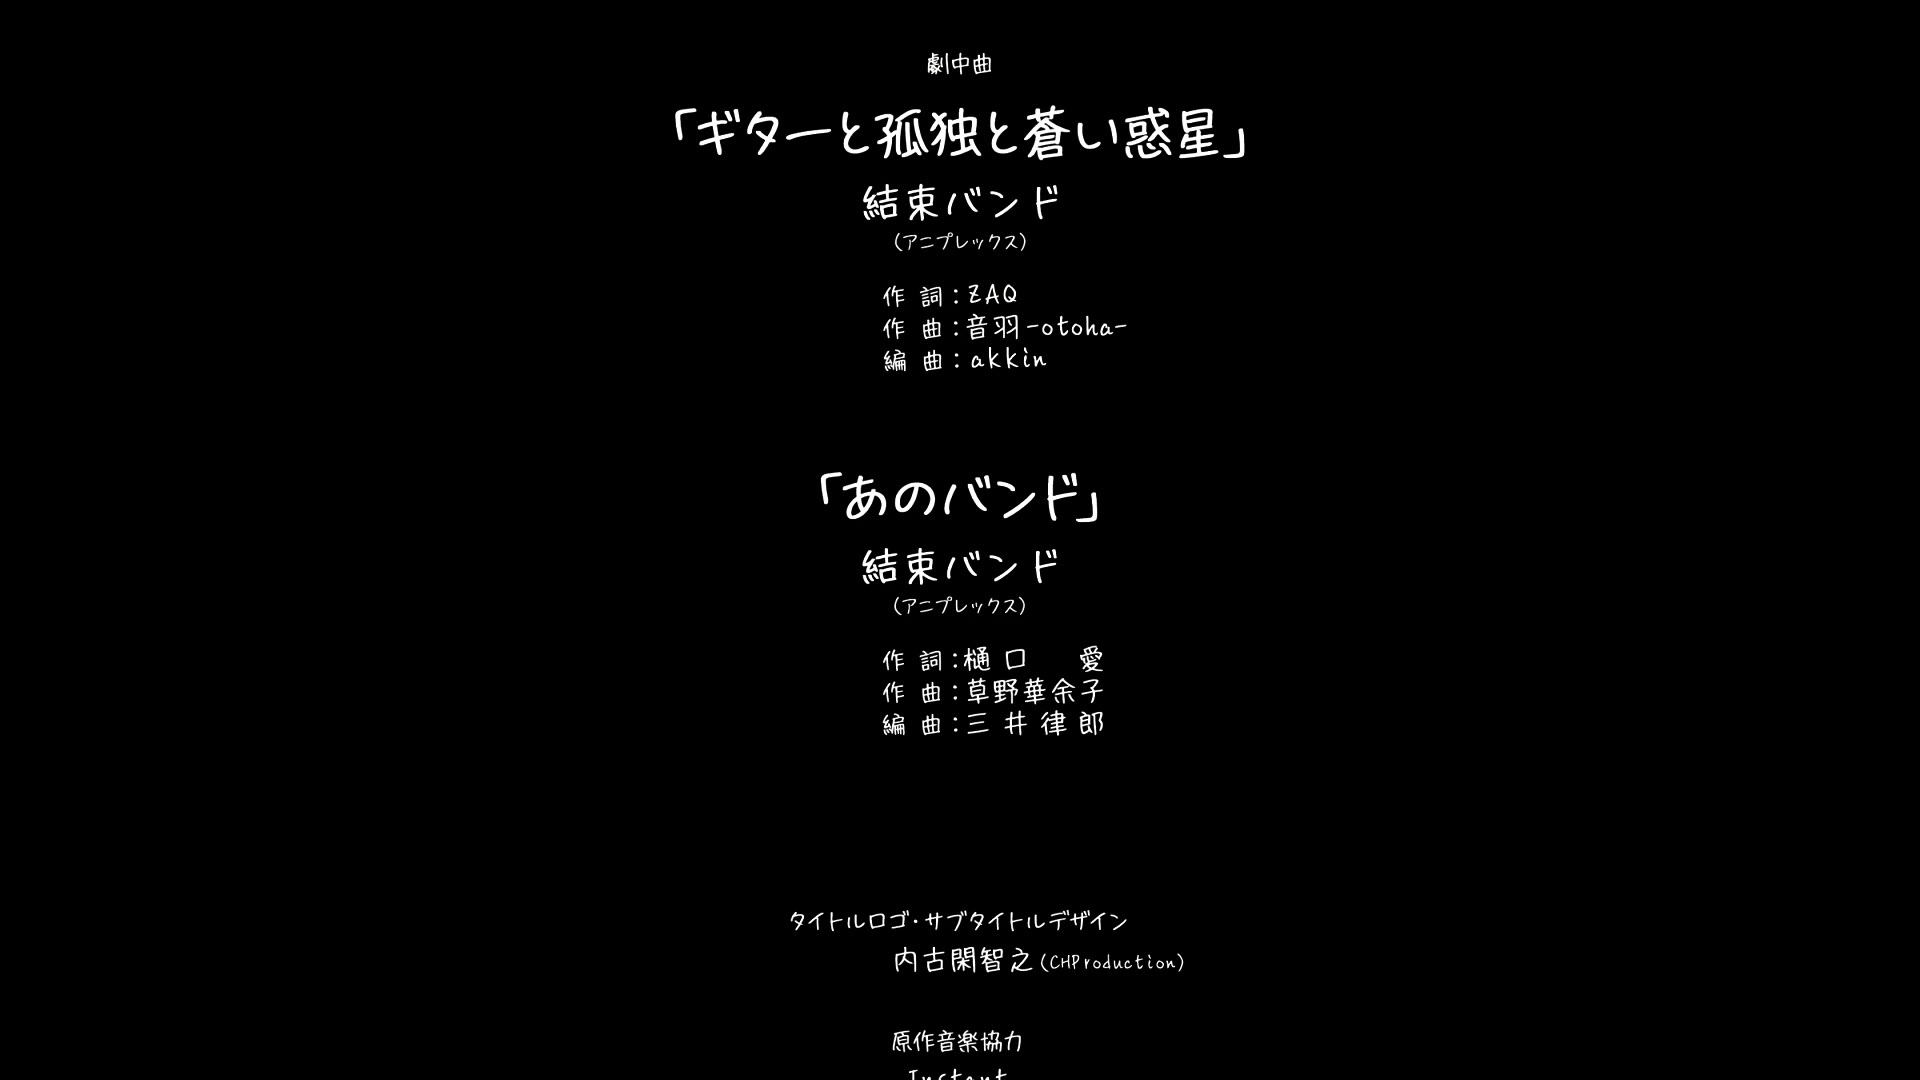 劇中曲
「ギターと孤独と蒼い惑星」
結束バンド
(アニプレックス)
作 詞：ZAQ
作 曲：音羽-otoha-
編 曲：akkin
「あのバンド」
結束バンド
(アニプレックス)
作 詞：樋口　愛
作 曲：草野華余子
編 曲：三井律郎
タイトルロゴ・サブタイトルデザイン
内古閑智之(CHProduction)
原作音楽協力
Instant